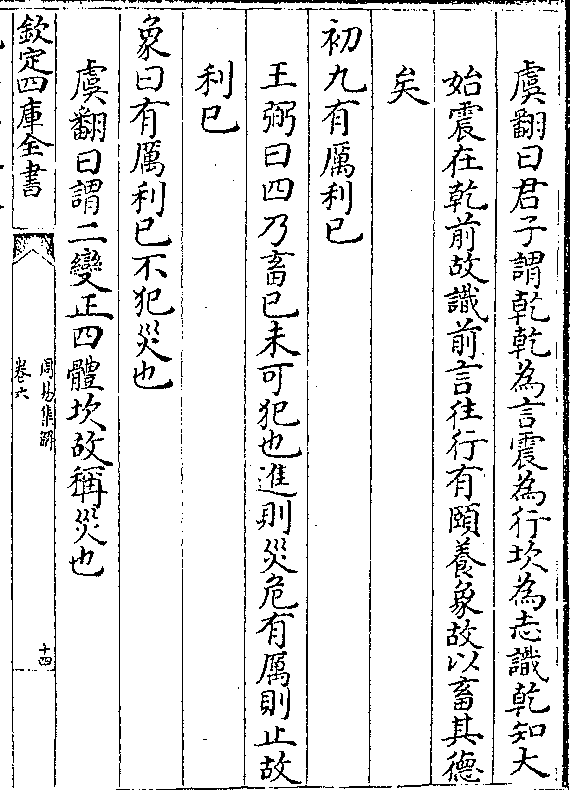 虞翻曰君子謂乾乾為言震為行坎為志識乾知大
始震在乾前故識前言往行有頤養象故以畜其德
矣
初九有厲利已
王弼曰四乃畜已未可犯也進則災危有厲則止故
利已
象曰有厲利已不犯災也
虞翻曰謂二變正四體坎故稱災也
欽定四庫全書
周易集解
卷六
十四